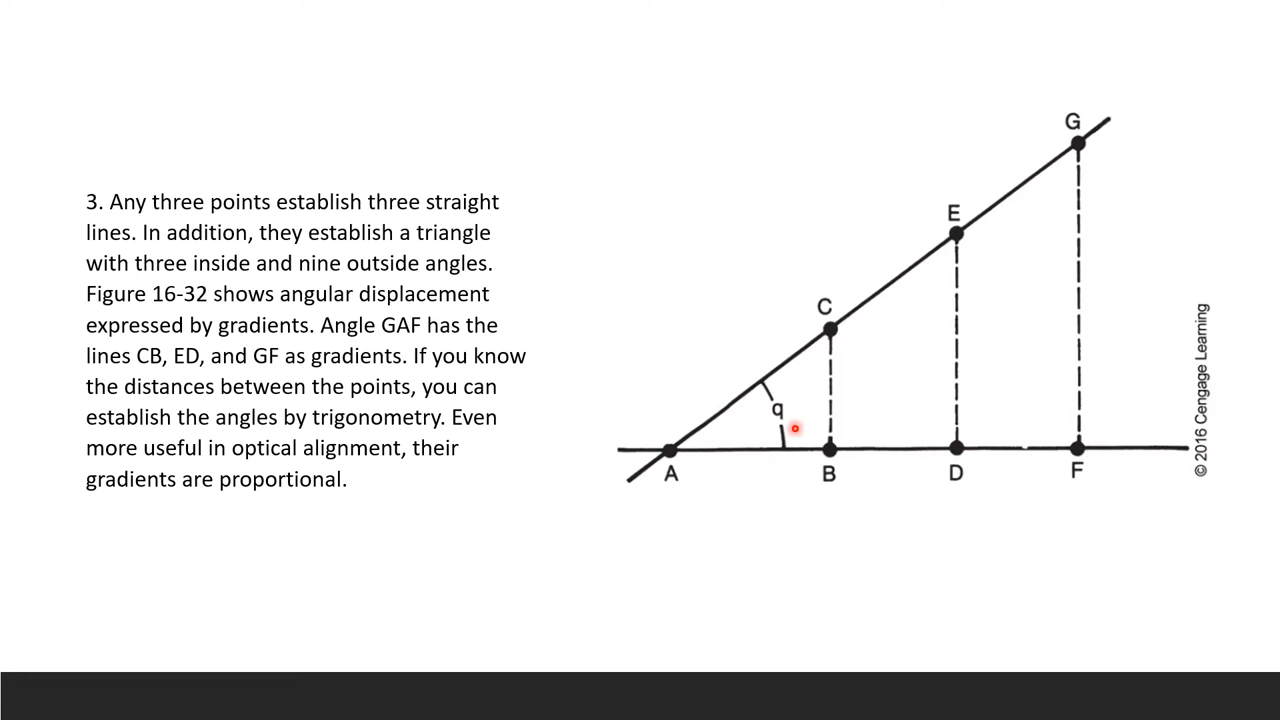 3. Any three points establish three straight
lines. In addition, they establish a triangle
with three inside and nine outside angles.
Figure 16-32 shows angular displacement
expressed by gradients. Angle GAF has the
lines CB, ED, and GF as gradients. If you know
the distances between the points, you can
establish the angles by trigonometry. Even
more useful in optical alignment, their
gradients are proportional.
G
E
C
q
A
B
D
F
© 2016 Cengage Learning